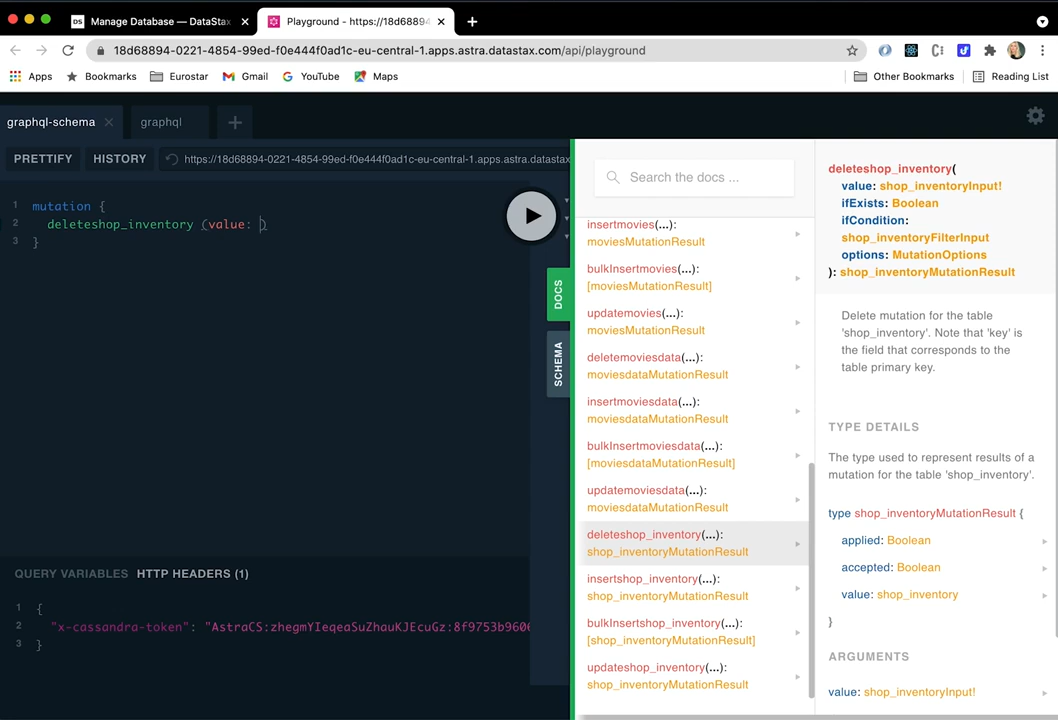 DS Manage Database — DataStax
Playground - https://18d68894
18d68894-0221-4854-99ed-f0e444f0ad1c-eu-central-1.apps.astra.datastax.com/api/playground
Apps
Bookmarks
Eurostar
Gmail
YouTube
Maps
Other Bookmarks
Reading List
graphql-schema
graphql
PRETTIFY
HISTORY
https://18d68894-0221-4854-99ed-f0e444f0ad1c-eu-central-1.apps.astra.datastax
1 mutation {
2 deleteshop_inventory (value: )
3 }
QUERY VARIABLES HTTP HEADERS (1)
1 {
2 "x-cassandra-token": "AstraCS:zhegmYIeqeaSuZhauKJEcuGz:8f9753b960
3 }
DOCS
SCHEMA
Search the docs ...
insertmovies(...):
moviesMutationResult
bulkInsertmovies(...):
[moviesMutationResult]
updatemovies(...):
moviesMutationResult
deletemoviesdata(...):
moviesdataMutationResult
insertmoviesdata(...):
moviesdataMutationResult
bulkInsertmoviesdata(...):
[moviesdataMutationResult]
updatemoviesdata(...):
moviesdataMutationResult
deleteshop_inventory(...):
shop_inventoryMutationResult
insertshop_inventory(...):
shop_inventoryMutationResult
bulkInsertshop_inventory(...):
[shop_inventoryMutationResult]
updateshop_inventory(...):
shop_inventoryMutationResult
deleteshop_inventory(
value: shop_inventoryInput!
ifExists: Boolean
ifCondition:
shop_inventoryFilterInput
options: MutationOptions
): shop_inventoryMutationResult
Delete mutation for the table
'shop_inventory'. Note that 'key' is
the field that corresponds to the
table primary key.
TYPE DETAILS
The type used to represent results of a
mutation for the table 'shop_inventory'.
type shop_inventoryMutationResult {
applied: Boolean
accepted: Boolean
value: shop_inventory
}
ARGUMENTS
value: shop_inventoryInput!